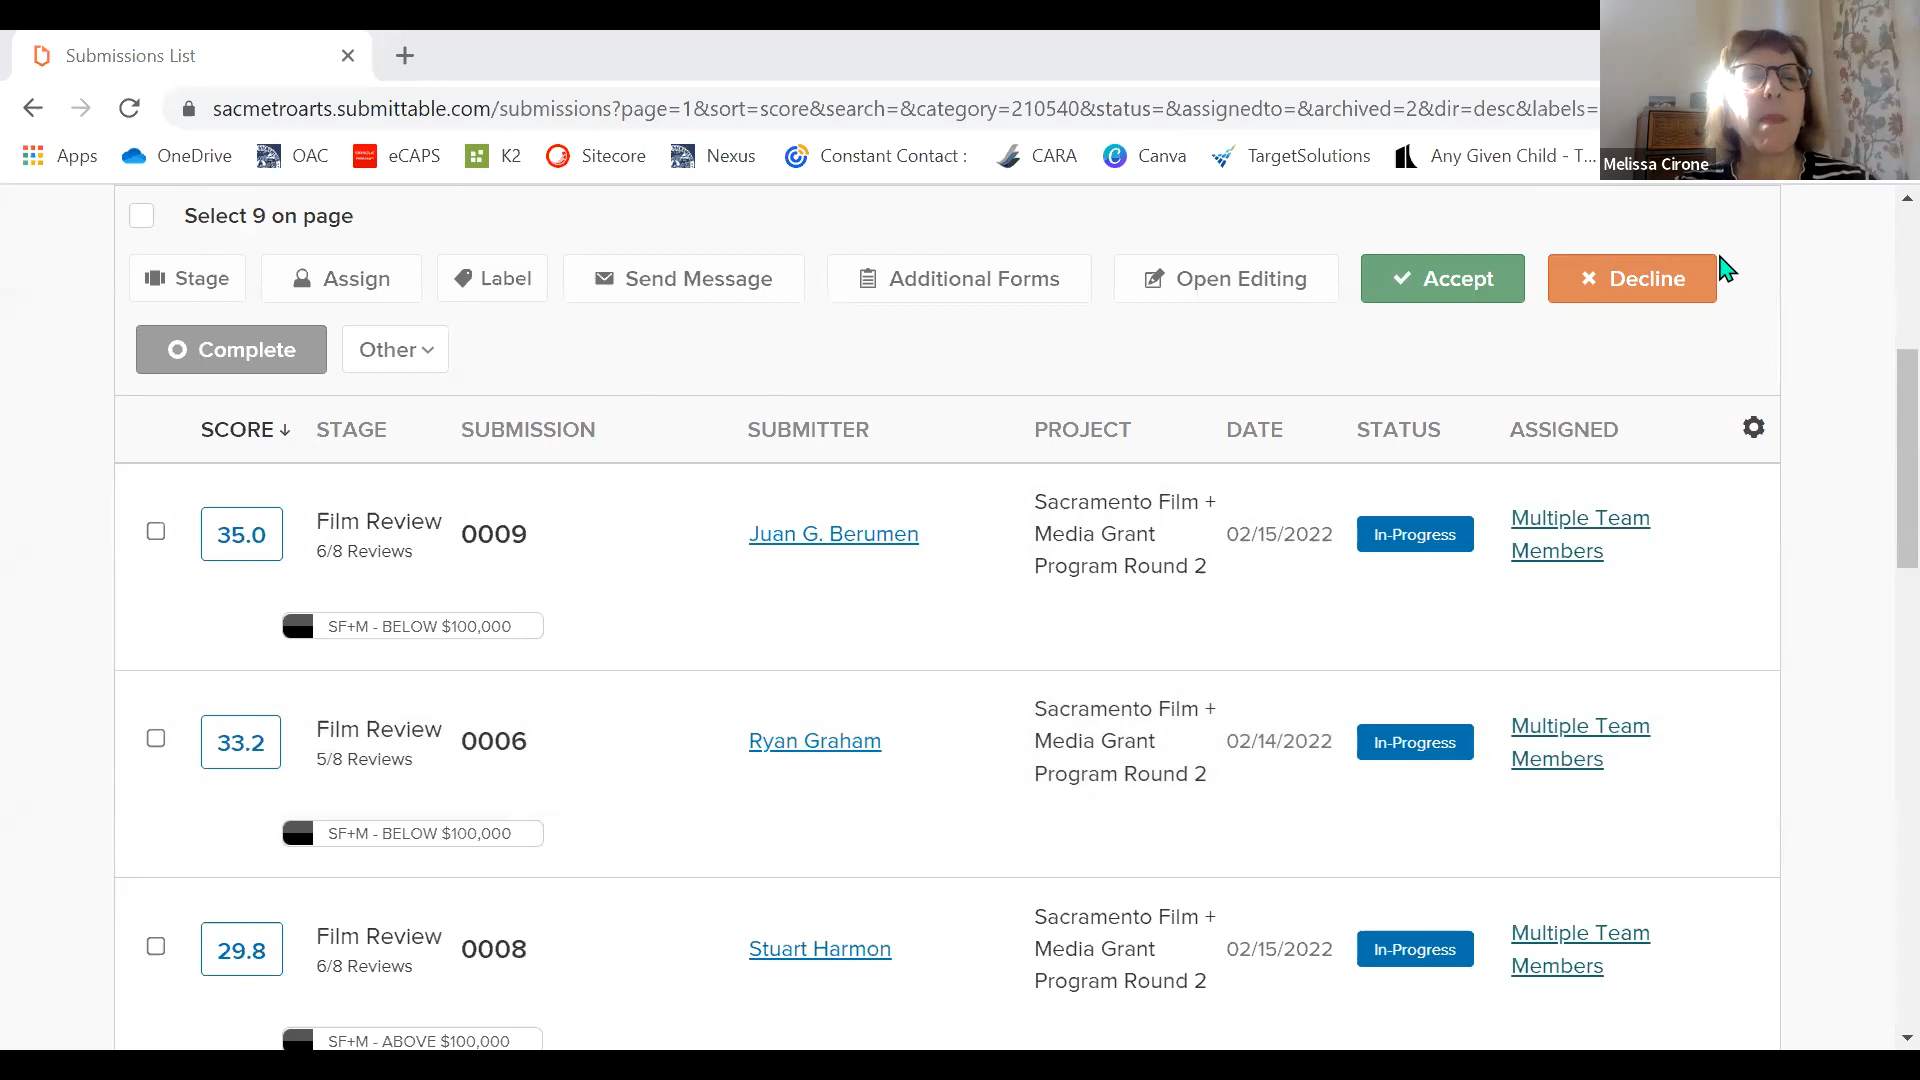 Submissions List
sacmetroarts.submittable.com/submissions?page=1&sort=score&search=&category=210540&status=&assignedto=&archived=2&dir=desc&labels=
Apps OneDrive OAC eCAPS K2 Sitecore Nexus Constant Contact : CARA Canva TargetSolutions Any Given Child - T...
Melissa Cirone
Select 9 on page
Stage Assign Label Send Message Additional Forms Open Editing Accept Decline
Complete Other
SCORE STAGE SUBMISSION SUBMITTER PROJECT DATE STATUS ASSIGNED
35.0
Film Review
6/8 Reviews
0009
Juan G. Berumen
Sacramento Film +
Media Grant
Program Round 2
02/15/2022
In-Progress
Multiple Team
Members
SF+M - BELOW $100,000
33.2
Film Review
5/8 Reviews
0006
Ryan Graham
Sacramento Film +
Media Grant
Program Round 2
02/14/2022
In-Progress
Multiple Team
Members
SF+M - BELOW $100,000
29.8
Film Review
6/8 Reviews
0008
Stuart Harmon
Sacramento Film +
Media Grant
Program Round 2
02/15/2022
In-Progress
Multiple Team
Members
SF+M - ABOVE $100,000